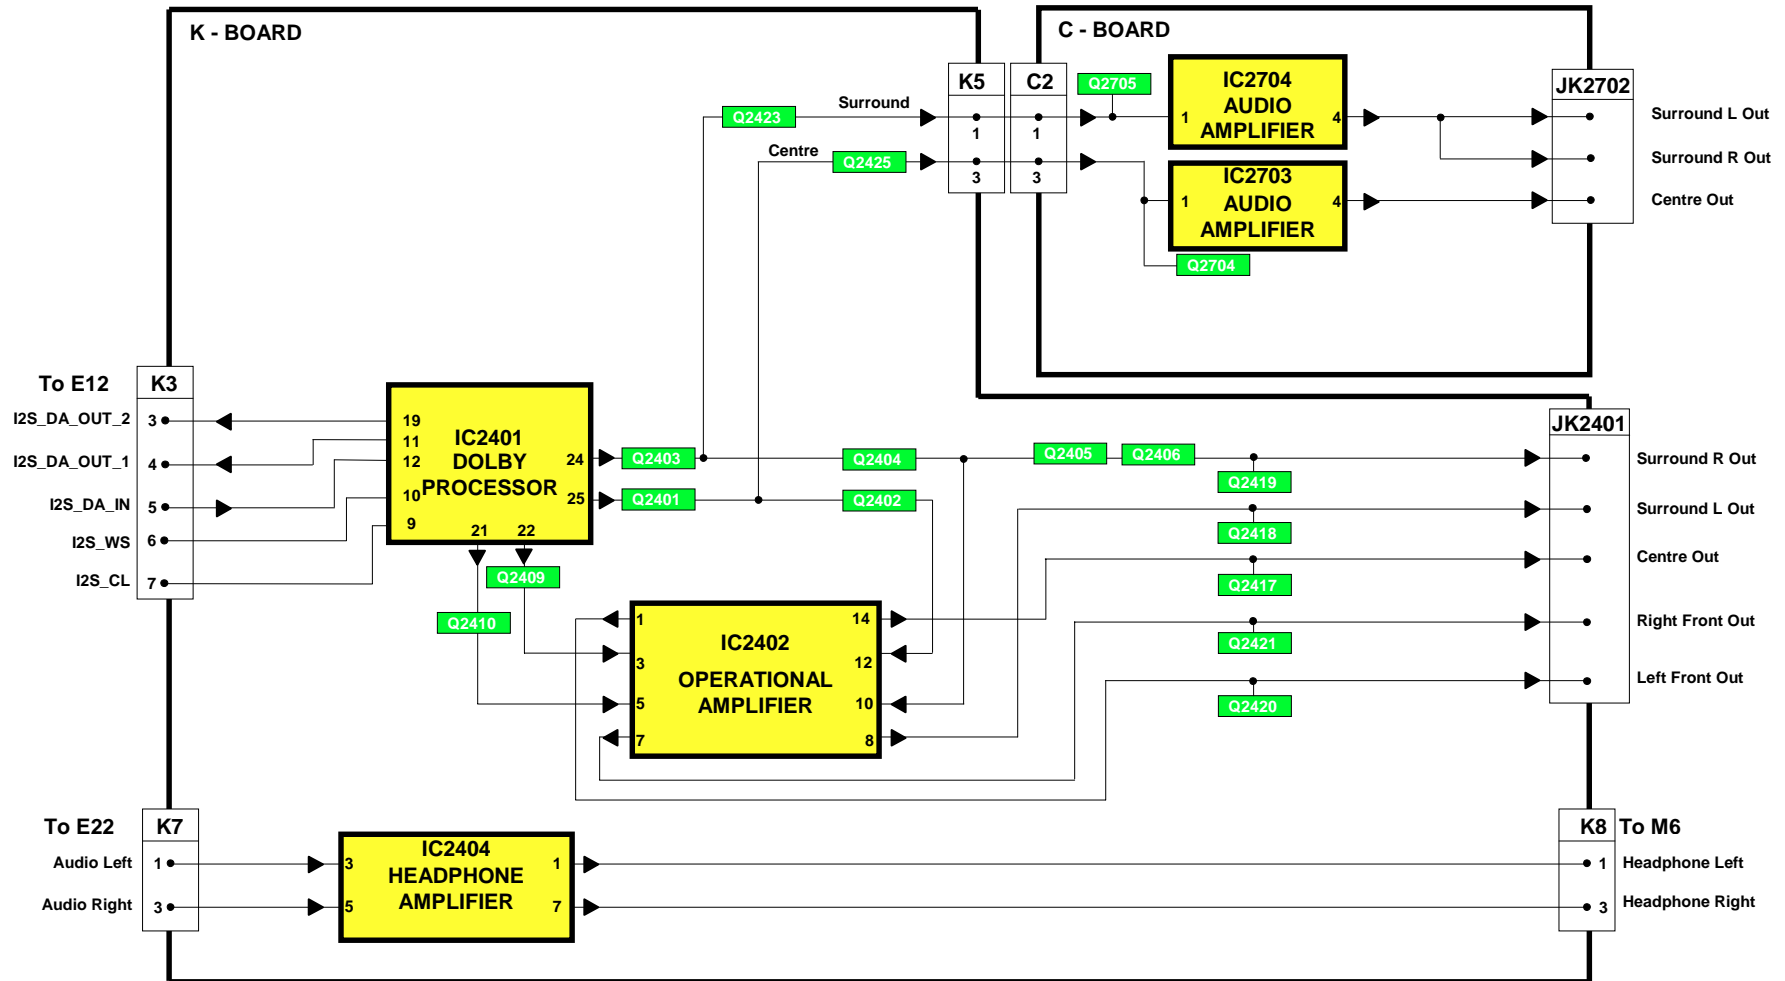 K - BOARD
C - BOARD
K5
C2
Q2705
IC2704
AUDIO
AMPLIFIER
1
4
JK2702
Surround
Q2423
1
1
Surround L Out
Centre
Q2425
3
3
Surround R Out
IC2703
AUDIO
AMPLIFIER
1
4
Centre Out
Q2704
To E12
K3
I2S_DA_OUT_2
3
I2S_DA_OUT_1
4
I2S_DA_IN
5
I2S_WS
6
I2S_CL
7
19
11
12
10
9
IC2401
DOLBY
PROCESSOR
24
25
21
22
Q2403
Q2401
Q2404
Q2402
Q2405
Q2406
Q2419
Q2418
Q2417
Q2421
Q2420
JK2401
Surround R Out
Surround L Out
Centre Out
Right Front Out
Left Front Out
Q2409
Q2410
1
3
5
7
IC2402
OPERATIONAL
AMPLIFIER
14
12
10
8
To E22
K7
Audio Left
1
Audio Right
3
3
5
IC2404
HEADPHONE
AMPLIFIER
1
7
K8
To M6
1
Headphone Left
3
Headphone Right